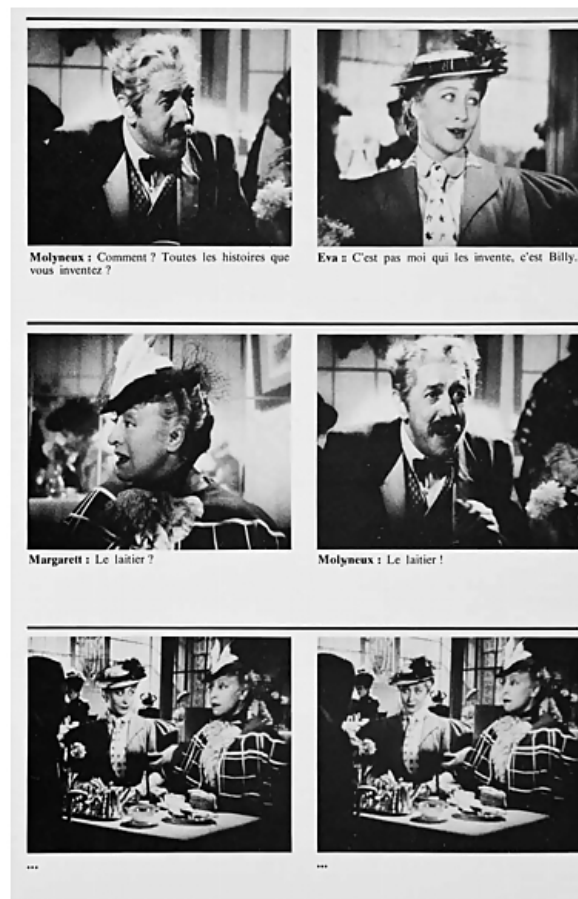 Molyneux : Comment ? Toutes les histoires que
vous inventez ?
Eva : C'est pas moi qui les invente, c'est Billy.
Margarett : Le laitier ?
Molyneux : Le laitier !
...
...